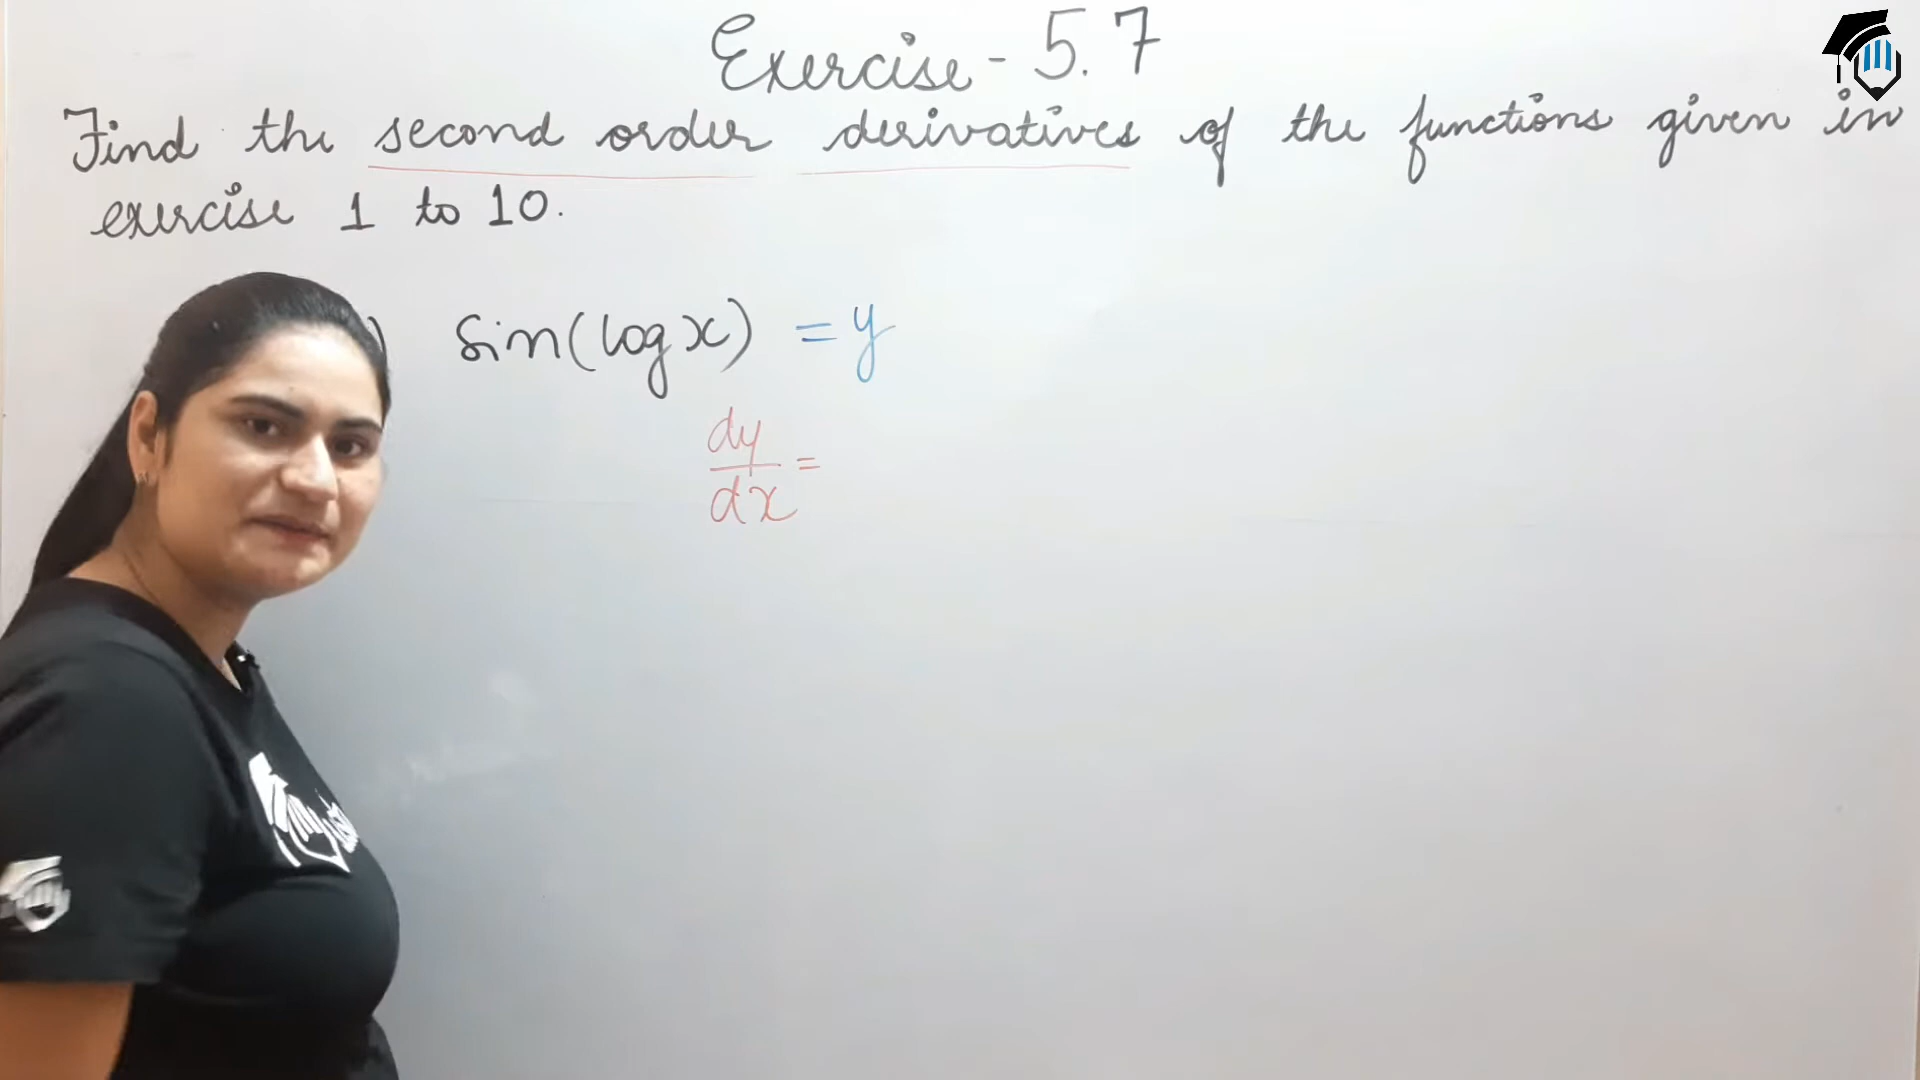 Exercise - 5.7
Find the second order derivatives of the functions given in
exercise 1 to 10.
) sin(log x) = y
dy
dx =